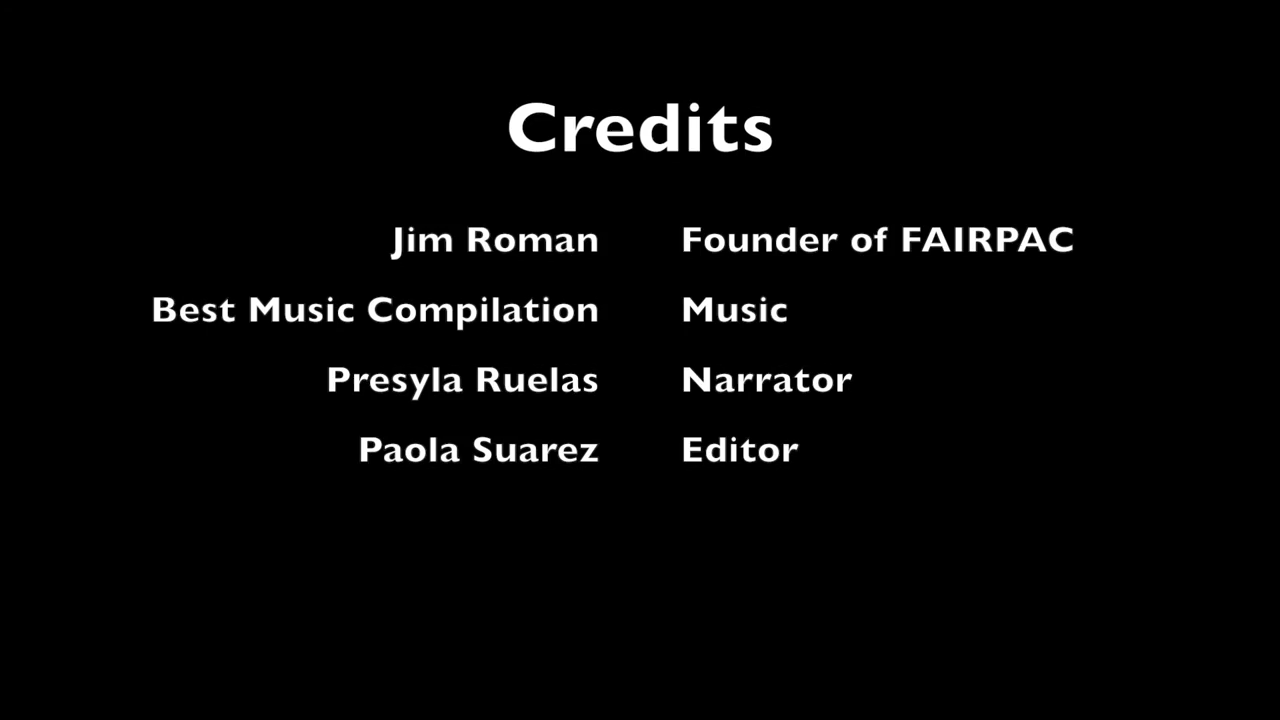 Credits
Jim Roman Founder of FAIRPAC
Best Music Compilation Music
Presyla Ruelas Narrator
Paola Suarez Editor